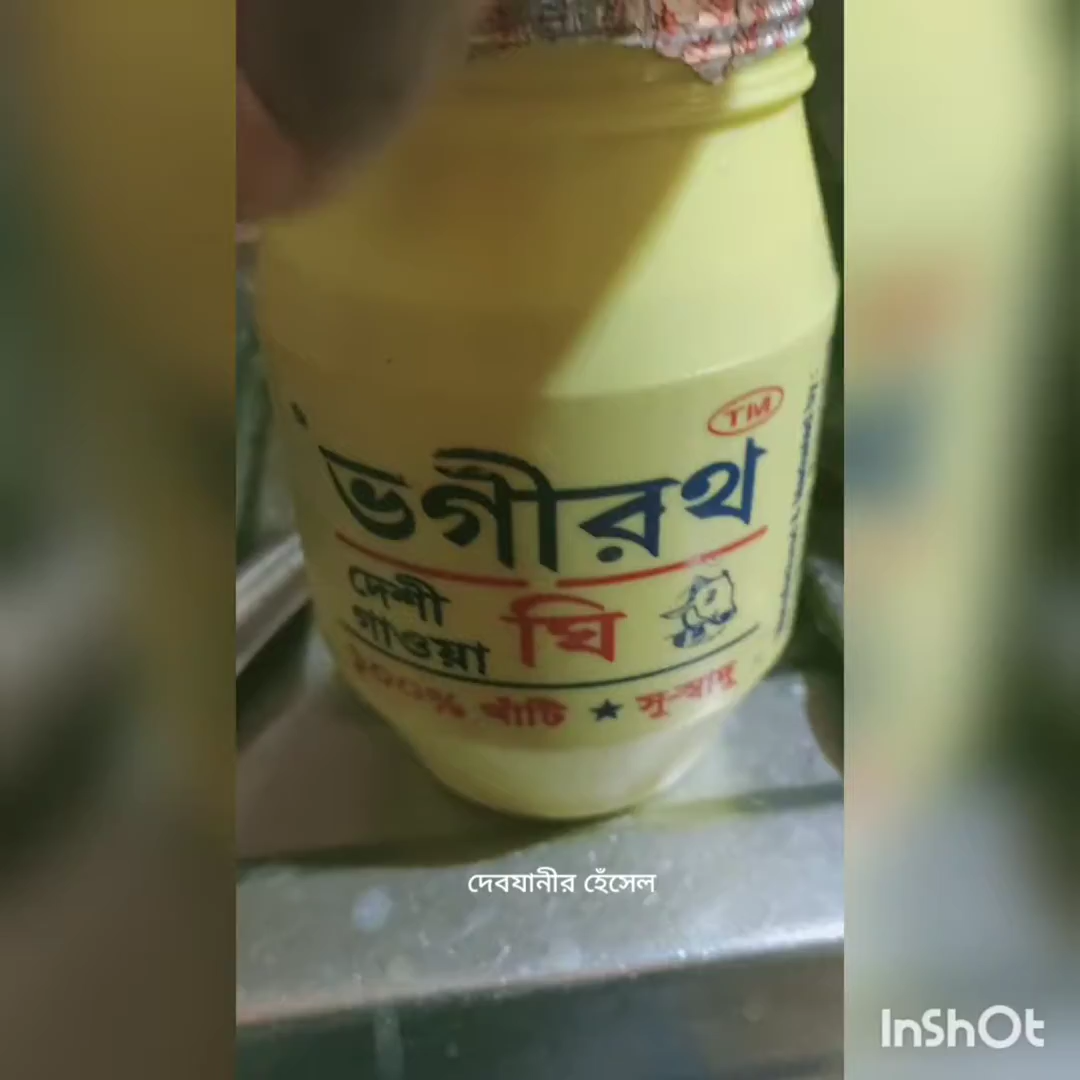 TM
ভগীরথ
দেশী
গাওয়া ঘি
১০০% খাঁটি ★ সু-স্বাদু
দেবযানীর হেঁসেল
InShOt